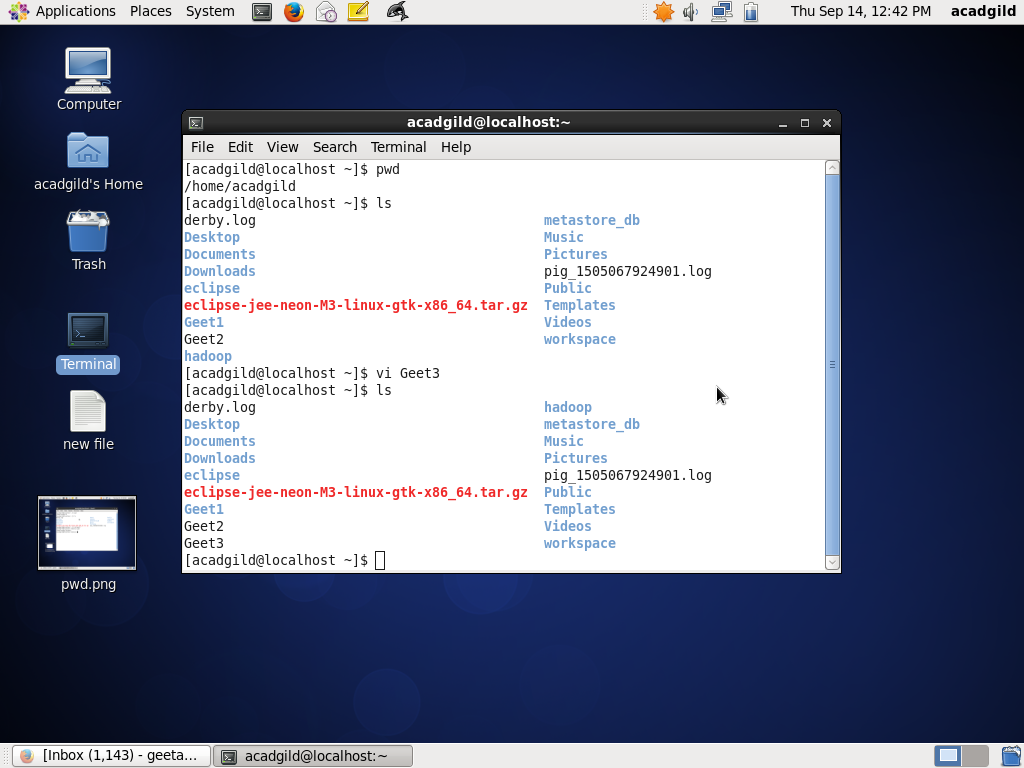 Applications Places System Thu Sep 14, 12:42 PM acadgild
Computer
acadgild's Home
Trash
Terminal
new file
pwd.png
acadgild@localhost:~
File Edit View Search Terminal Help
[acadgild@localhost ~]$ pwd
/home/acadgild
[acadgild@localhost ~]$ ls
derby.log metastore_db
Desktop Music
Documents Pictures
Downloads pig_1505067924901.log
eclipse Public
eclipse-jee-neon-M3-linux-gtk-x86_64.tar.gz Templates
Geet1 Videos
Geet2 workspace
hadoop
[acadgild@localhost ~]$ vi Geet3
[acadgild@localhost ~]$ ls
derby.log hadoop
Desktop metastore_db
Documents Music
Downloads Pictures
eclipse pig_1505067924901.log
eclipse-jee-neon-M3-linux-gtk-x86_64.tar.gz Public
Geet1 Templates
Geet2 Videos
Geet3 workspace
[acadgild@localhost ~]$
[Inbox (1,143) - geeta... acadgild@localhost:~